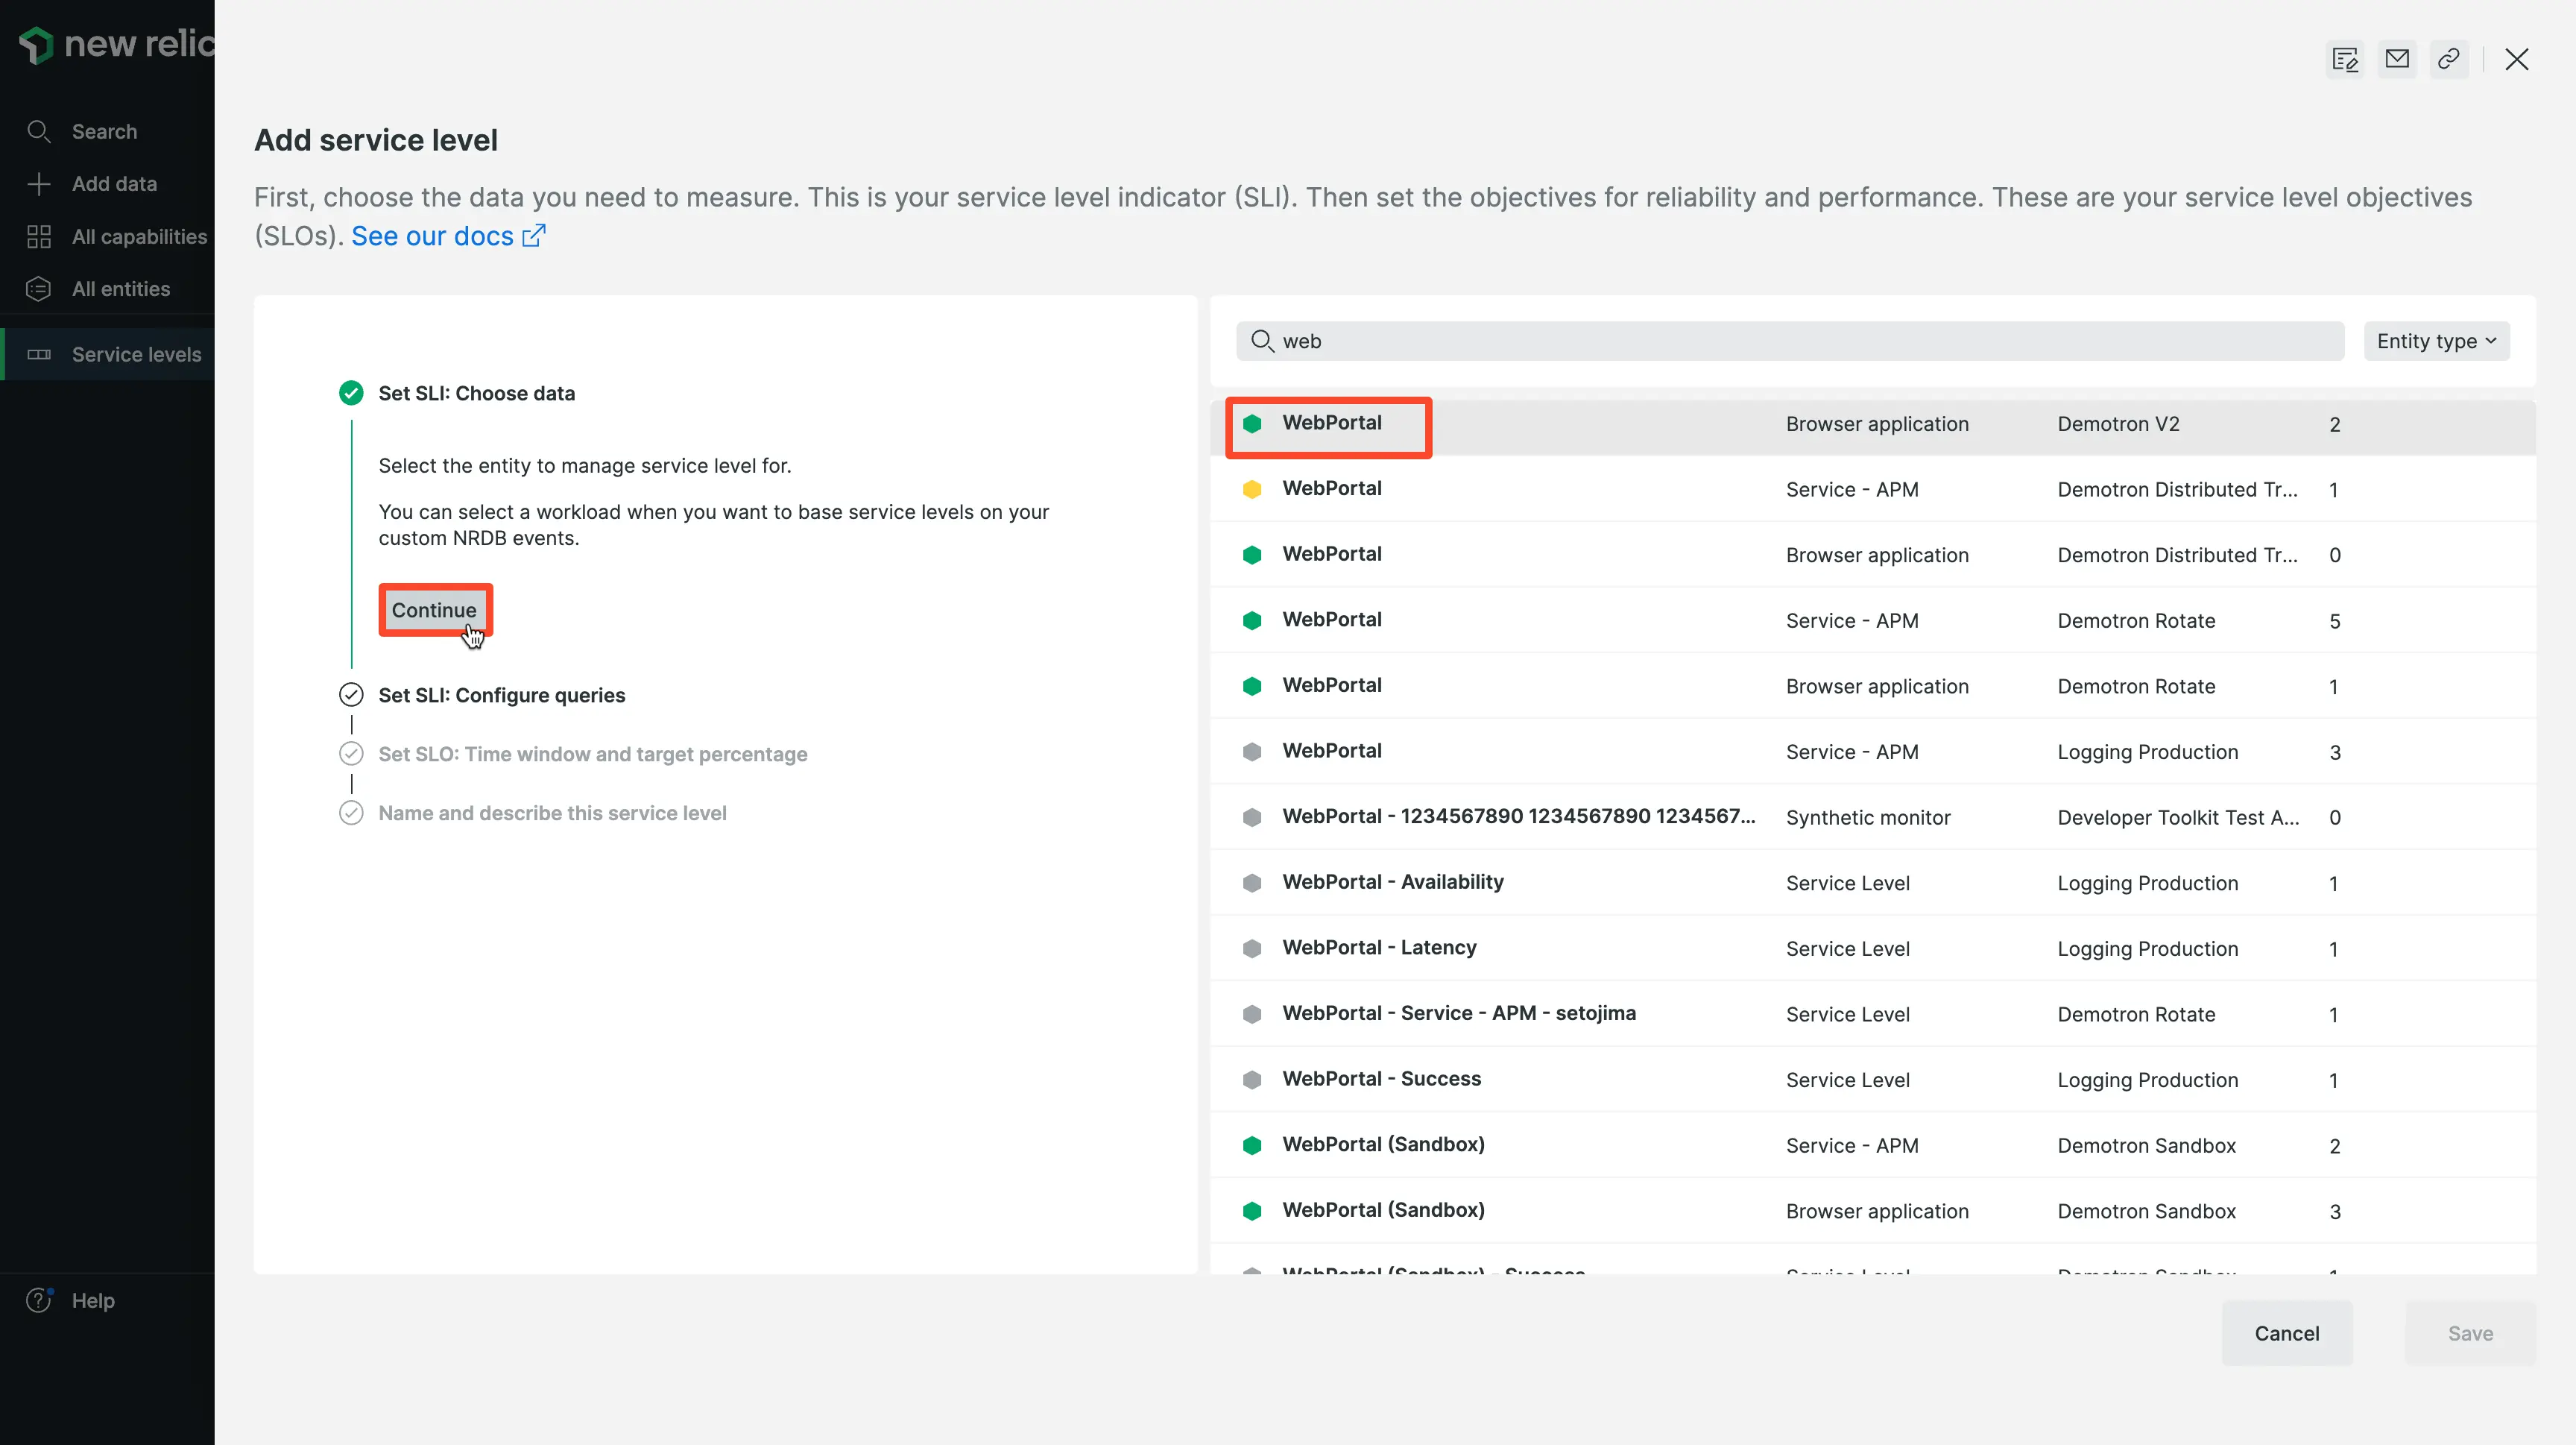 new relic
Search
Add data
All capabilities
All entities
Service levels
Help
Add service level
First, choose the data you need to measure. This is your service level indicator (SLI). Then set the objectives for reliability and performance. These are your service level objectives
(SLOs). See our docs
Set SLI: Choose data
Select the entity to manage service level for.
You can select a workload when you want to base service levels on your
custom NRDB events.
Continue
Set SLI: Configure queries
Set SLO: Time window and target percentage
Name and describe this service level
web
Entity type
WebPortal Browser application Demotron V2 2
WebPortal Service - APM Demotron Distributed Tr... 1
WebPortal Browser application Demotron Distributed Tr... 0
WebPortal Service - APM Demotron Rotate 5
WebPortal Browser application Demotron Rotate 1
WebPortal Service - APM Logging Production 3
WebPortal - 1234567890 1234567890 1234567... Synthetic monitor Developer Toolkit Test A... 0
WebPortal - Availability Service Level Logging Production 1
WebPortal - Latency Service Level Logging Production 1
WebPortal - Service - APM - setojima Service Level Demotron Rotate 1
WebPortal - Success Service Level Logging Production 1
WebPortal (Sandbox) Service - APM Demotron Sandbox 2
WebPortal (Sandbox) Browser application Demotron Sandbox 3
WebPortal (Sandbox) - Success Service Level Demotron Sandbox 1
Cancel
Save